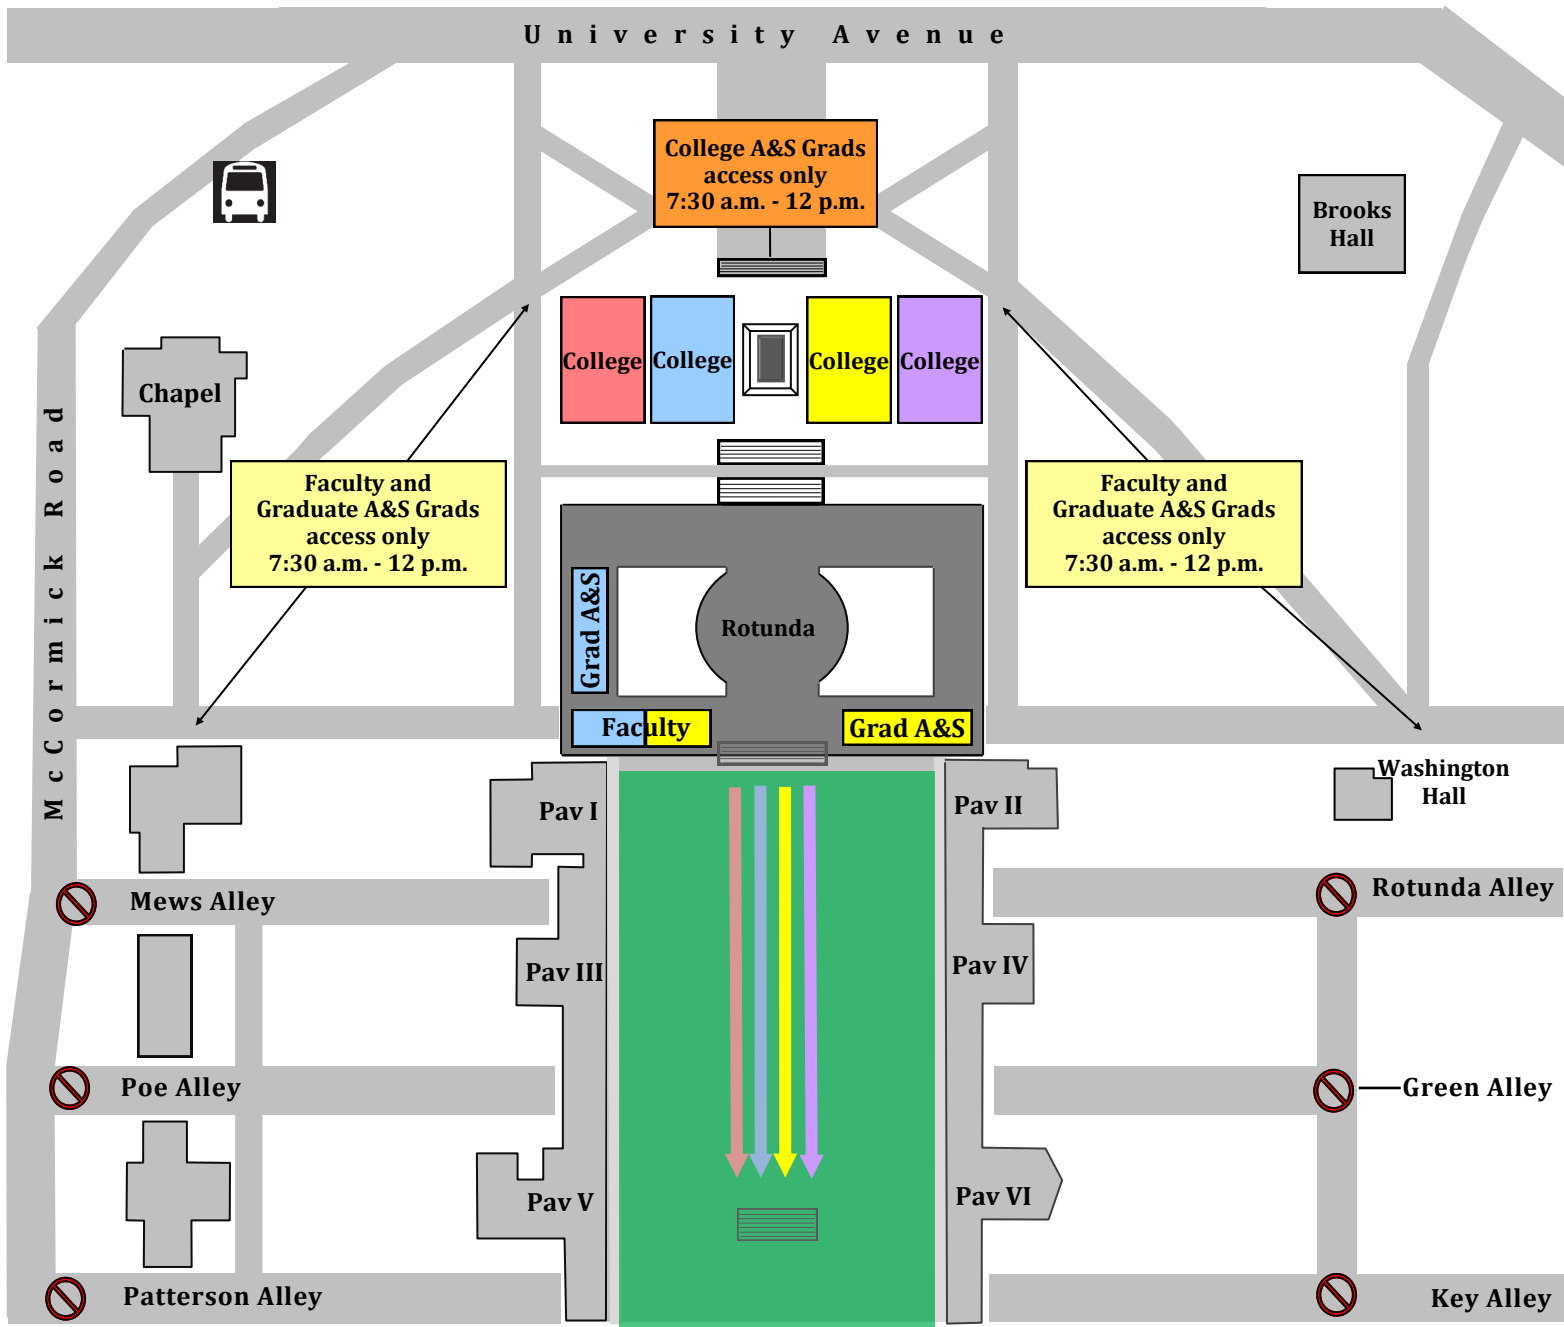 University Avenue
College A&S Grads
access only
7:30 a.m. - 12 p.m.
Brooks
Hall
College
College
College
College
Chapel
McCormick Road
Faculty and
Graduate A&S Grads
access only
7:30 a.m. - 12 p.m.
Faculty and
Graduate A&S Grads
access only
7:30 a.m. - 12 p.m.
Grad A&S
Rotunda
Faculty
Grad A&S
Washington
Hall
Pav I
Pav II
Mews Alley
Rotunda Alley
Pav III
Pav IV
Poe Alley
Green Alley
Pav V
Pav VI
Patterson Alley
Key Alley